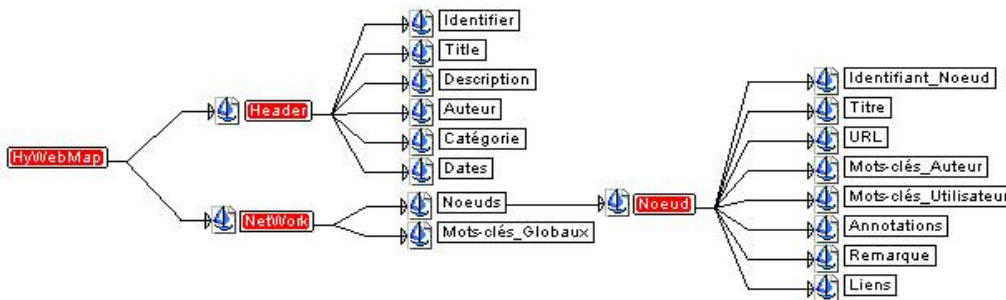 HyWebMap
Header
Identifier
Title
Description
Auteur
Catégorie
Dates
NetWork
Noeuds
Mots-clés_Globaux
Noeud
Identifiant_Noeud
Titre
URL
Mots-clés_Auteur
Mots-clés_Utilisateur
Annotations
Remarque
Liens